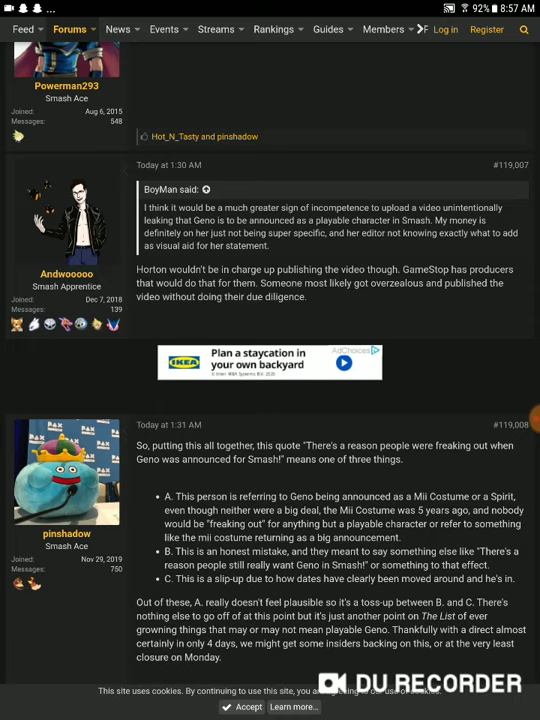 ... 92% 8:57 AM
Feed Forums News Events Streams Rankings Guides Members F Log in Register
Powerman293
Smash Ace
Joined: Aug 6, 2015
Messages: 548
Hot_N_Tasty and pinshadow
Today at 1:30 AM #119,007
BoyMan said:
I think it would be a much greater sign of incompetence to upload a video unintentionally
leaking that Geno is to be announced as a playable character in Smash. My money is
definitely on her just not being super specific, and her editor not knowing exactly what to add
as visual aid for her statement.
Andwooooo
Smash Apprentice
Joined: Dec 7, 2018
Messages: 139
Horton wouldn't be in charge up publishing the video though. GameStop has producers
that would do that for them. Someone most likely got overzealous and published the
video without doing their due diligence.
IKEA
Plan a staycation in
your own backyard
© Inter IKEA Systems B.V. 2020
AdChoices
Today at 1:31 AM #119,008
PAX
PAX
pinshadow
Smash Ace
Joined: Nov 29, 2019
Messages: 750
So, putting this all together, this quote "There's a reason people were freaking out when
Geno was announced for Smash!" means one of three things.
• A. This person is referring to Geno being announced as a Mii Costume or a Spirit,
even though neither were a big deal, the Mii Costume was 5 years ago, and nobody
would be "freaking out" for anything but a playable character or refer to something
like the mii costume returning as a big announcement.
• B. This is an honest mistake, and they meant to say something else like "There's a
reason people still really want Geno in Smash!" or something to that effect.
• C. This is a slip-up due to how dates have clearly been moved around and he's in.
Out of these, A. really doesn't feel plausible so it's a toss-up between B. and C. There's
nothing else to go off of at this point but it's just another point on The List of ever
growning things that may or may not mean playable Geno. Thankfully with a direct almost
certainly in only 4 days, we might get some insiders backing on this, or at the very least
closure on Monday.
DU RECORDER
This site uses cookies. By continuing to use this site, you are agreeing to our use of cookies.
Accept Learn more...